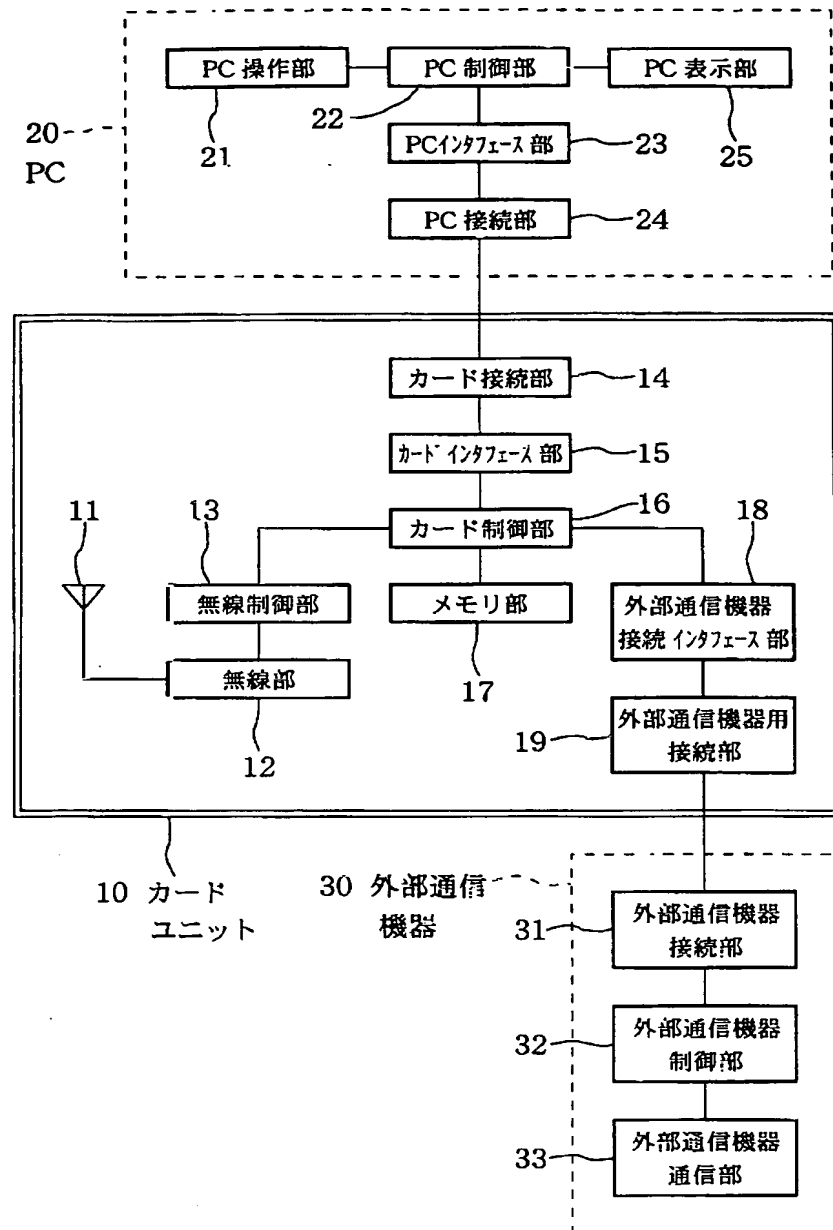 PC 操作部
PC 制御部
PC 表示部
20
PC
21
22
25
PCインタフェース部
23
PC 接続部
24
カード接続部
14
カードインタフェース部
15
11
13
カード制御部
16
18
無線制御部
メモリ部
外部通信機器
接続インタフェース部
無線部
17
12
19
外部通信機器用
接続部
10 カード
ユニット
30 外部通信
機器
31
外部通信機器
接続部
32
外部通信機器
制御部
33
外部通信機器
通信部